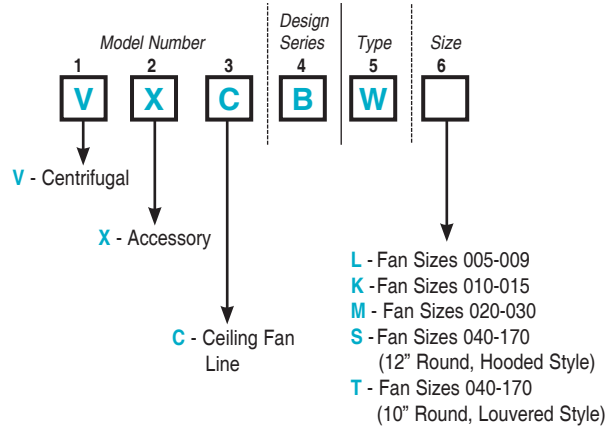 Design
Model Number Series Type Size
1 2 3 4 5 6
V X C B W
V - Centrifugal
X - Accessory
L - Fan Sizes 005-009
K - Fan Sizes 010-015
M - Fan Sizes 020-030
C - Ceiling Fan
Line
S - Fan Sizes 040-170
(12” Round, Hooded Style)
T - Fan Sizes 040-170
(10” Round, Louvered Style)